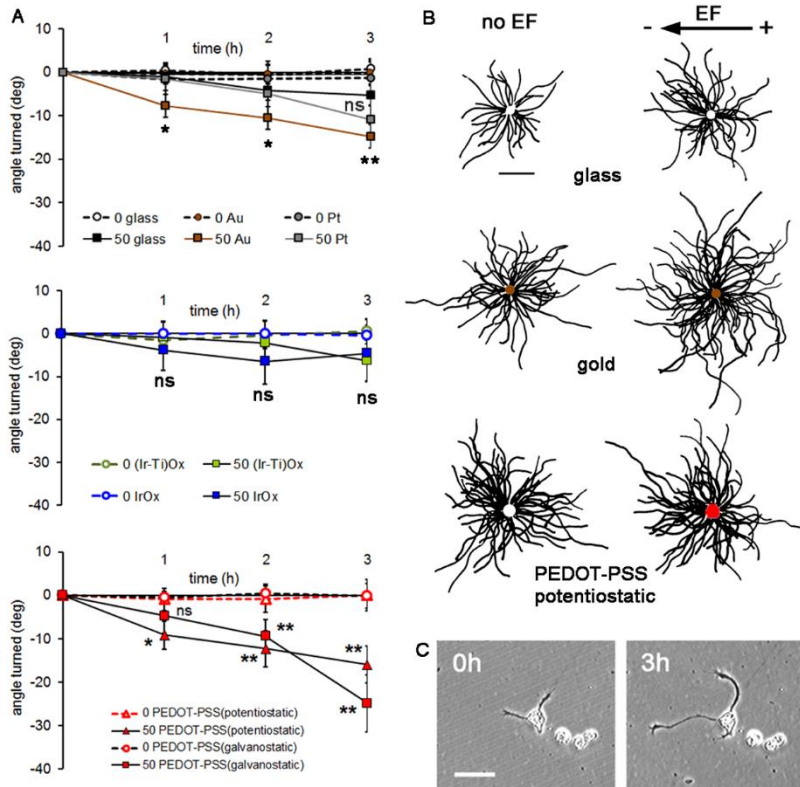 A
10
0
-10
-20
-30
-40
angle turned (deg)
1 2 3
time (h)
ns
* * **
0 glass 0 Au 0 Pt
50 glass 50 Au 50 Pt
10
0
-10
-20
-30
-40
angle turned (deg)
1 2 3
time (h)
ns ns ns
0 (Ir-Ti)Ox 50 (Ir-Ti)Ox
0 IrOx 50 IrOx
10
0
-10
-20
-30
-40
angle turned (deg)
1 2 3
time (h)
ns ** **
* ** **
0 PEDOT-PSS(potentiostatic)
50 PEDOT-PSS(potentiostatic)
0 PEDOT-PSS(galvanostatic)
50 PEDOT-PSS(galvanostatic)
B
no EF
EF
- +
glass
gold
PEDOT-PSS
potentiostatic
C
0h
3h